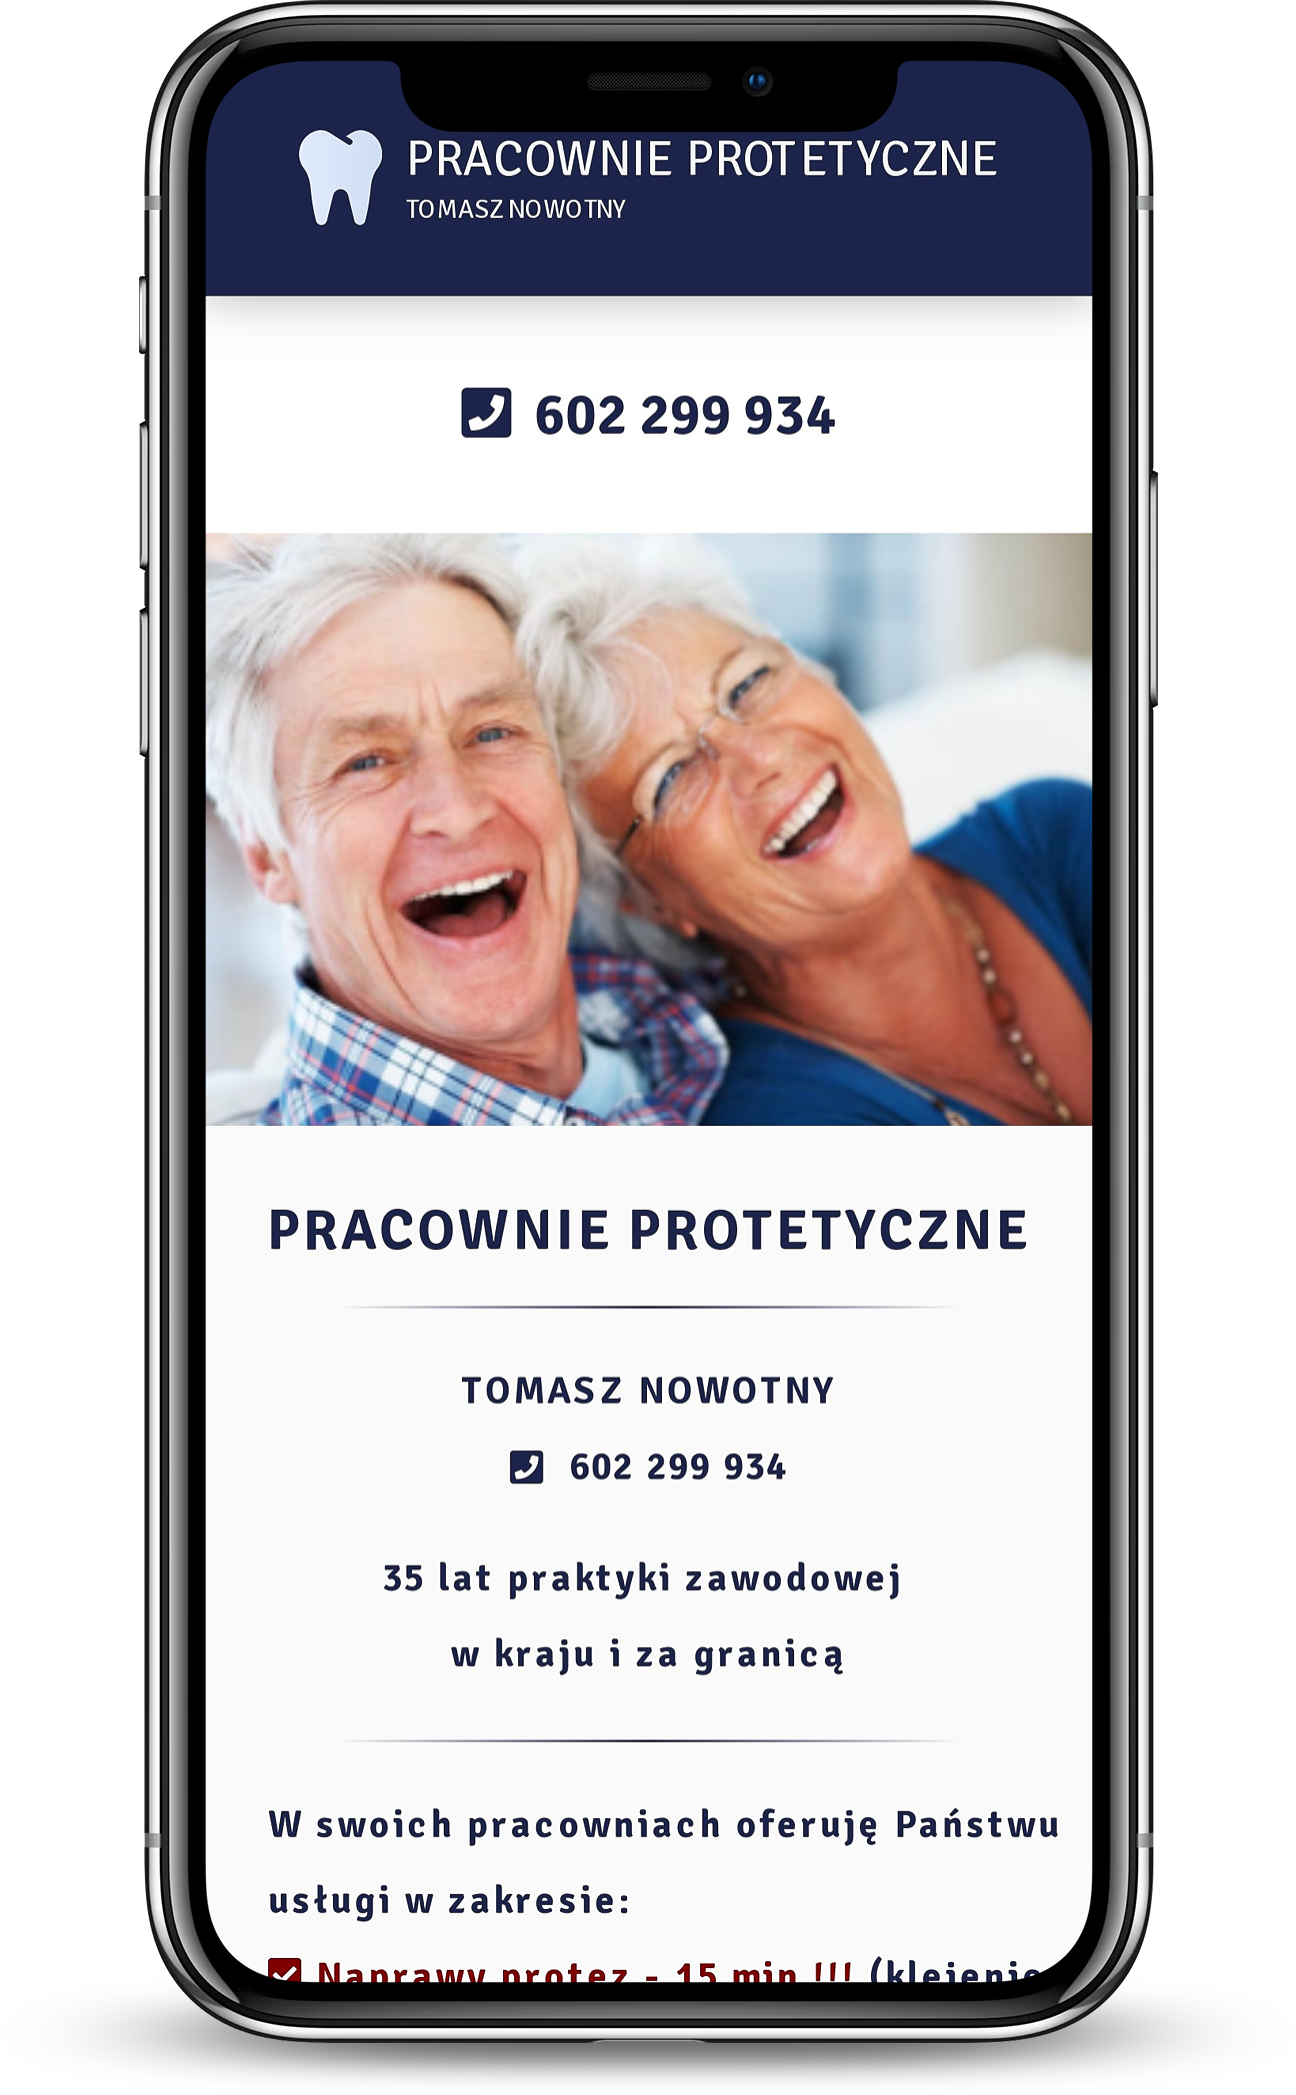 PRACOWNIE PROTETYCZNE
TOMASZ NOWOTNY
602 299 934
PRACOWNIE PROTETYCZNE
TOMASZ NOWOTNY
602 299 934
35 lat praktyki zawodowej
w kraju i za granicą
W swoich pracowniach oferuję Państwu
usługi w zakresie:
Naprawy protez - 15 min !!! (klejenie